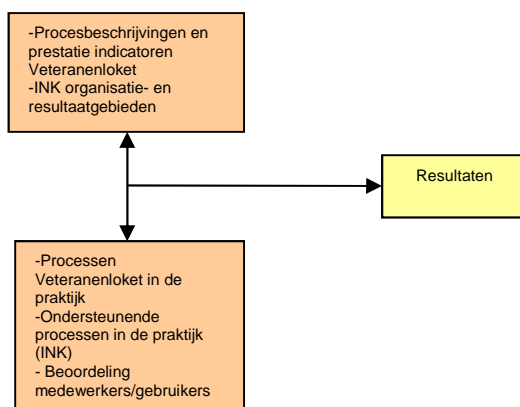 -Procesbeschrijvingen en
prestatie indicatoren
Veteranenloket
-INK organisatie- en
resultaatgebieden
Resultaten
-Processen
Veteranenloket in de
praktijk
-Ondersteunende
processen in de praktijk
(INK)
- Beoordeling
medewerkers/gebruikers